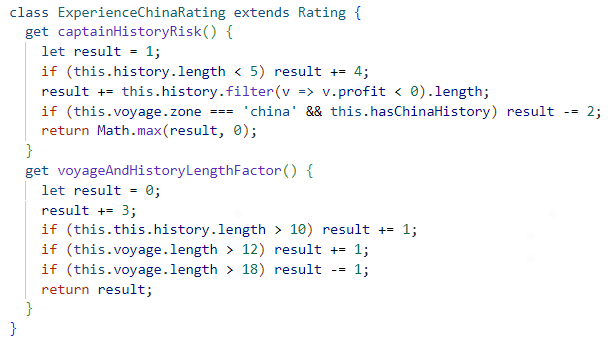 class ExperienceChinaRating extends Rating {
get captainHistoryRisk() {
let result = 1;
if (this.history.length < 5) result += 4;
result += this.history.filter(v => v.profit < 0).length;
if (this.voyage.zone === 'china' && this.hasChinaHistory) result -= 2;
return Math.max(result, 0);
}
get voyageAndHistoryLengthFactor() {
let result = 0;
result += 3;
if (this.this.history.length > 10) result += 1;
if (this.voyage.length > 12) result += 1;
if (this.voyage.length > 18) result -= 1;
return result;
}
}